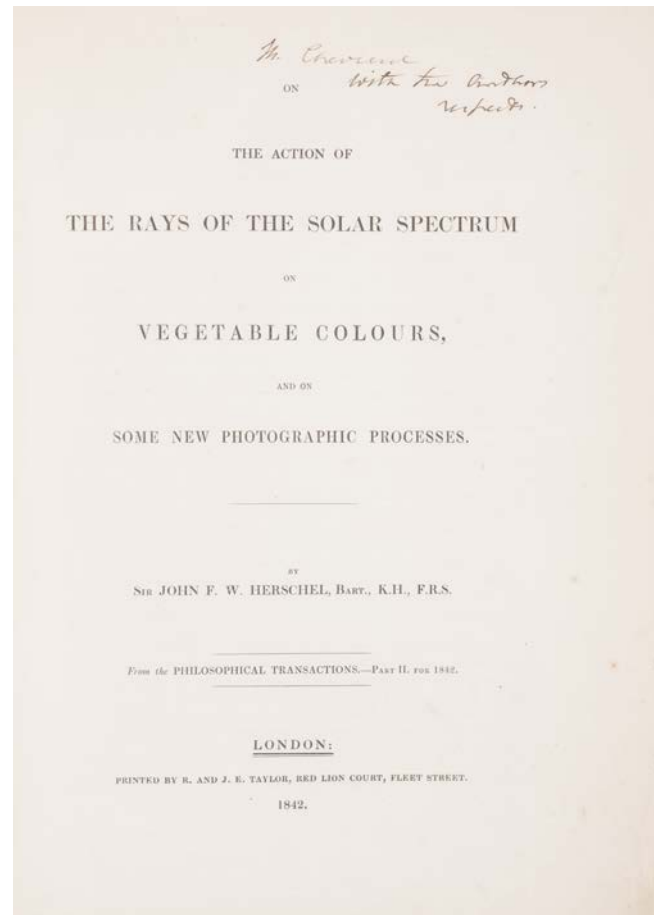 M. Chevreul
ON
with the Authors
respects.
THE ACTION OF
THE RAYS OF THE SOLAR SPECTRUM
ON
VEGETABLE COLOURS,
AND ON
SOME NEW PHOTOGRAPHIC PROCESSES.
BY
SIR JOHN F. W. HERSCHEL, BART., K.H., F.R.S.
From the PHILOSOPHICAL TRANSACTIONS.—PART II. FOR 1842.
LONDON:
PRINTED BY R. AND J. E. TAYLOR, RED LION COURT, FLEET STREET.
1842.